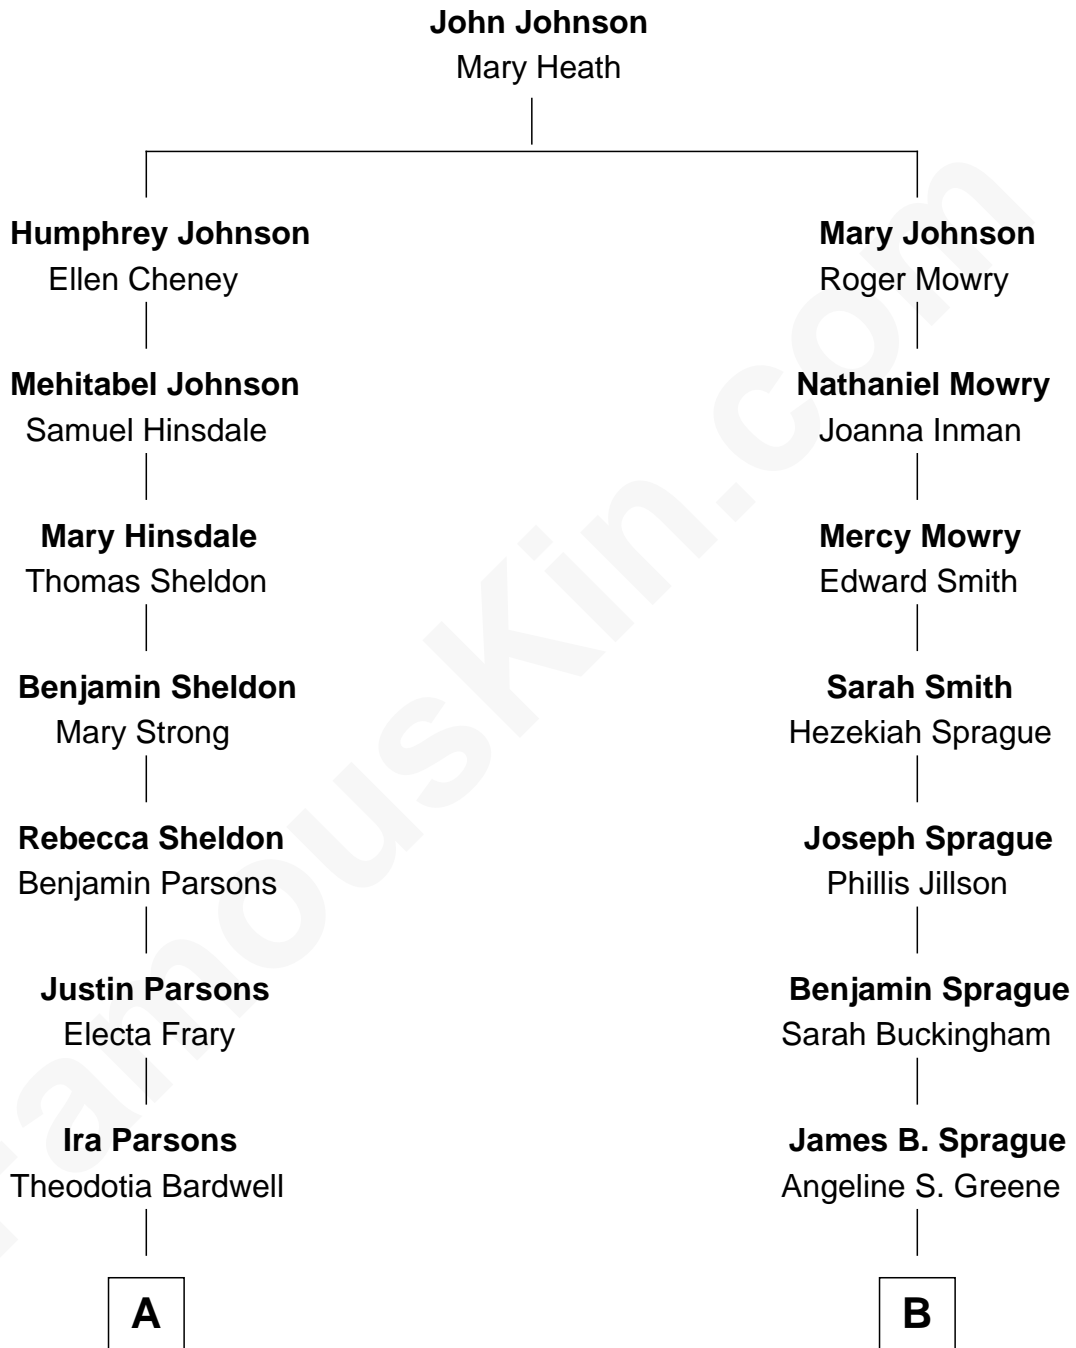 John Johnson
Mary Heath
Humphrey Johnson
Ellen Cheney
Mary Johnson
Roger Mowry
Mehitabel Johnson
Samuel Hinsdale
Nathaniel Mowry
Joanna Inman
Mary Hinsdale
Thomas Sheldon
Mercy Mowry
Edward Smith
Benjamin Sheldon
Mary Strong
Sarah Smith
Hezekiah Sprague
Rebecca Sheldon
Benjamin Parsons
Joseph Sprague
Phillis Jillson
Justin Parsons
Electa Frary
Benjamin Sprague
Sarah Buckingham
Ira Parsons
Theodotia Bardwell
James B. Sprague
Angeline S. Greene
A
B
FamousKin.com